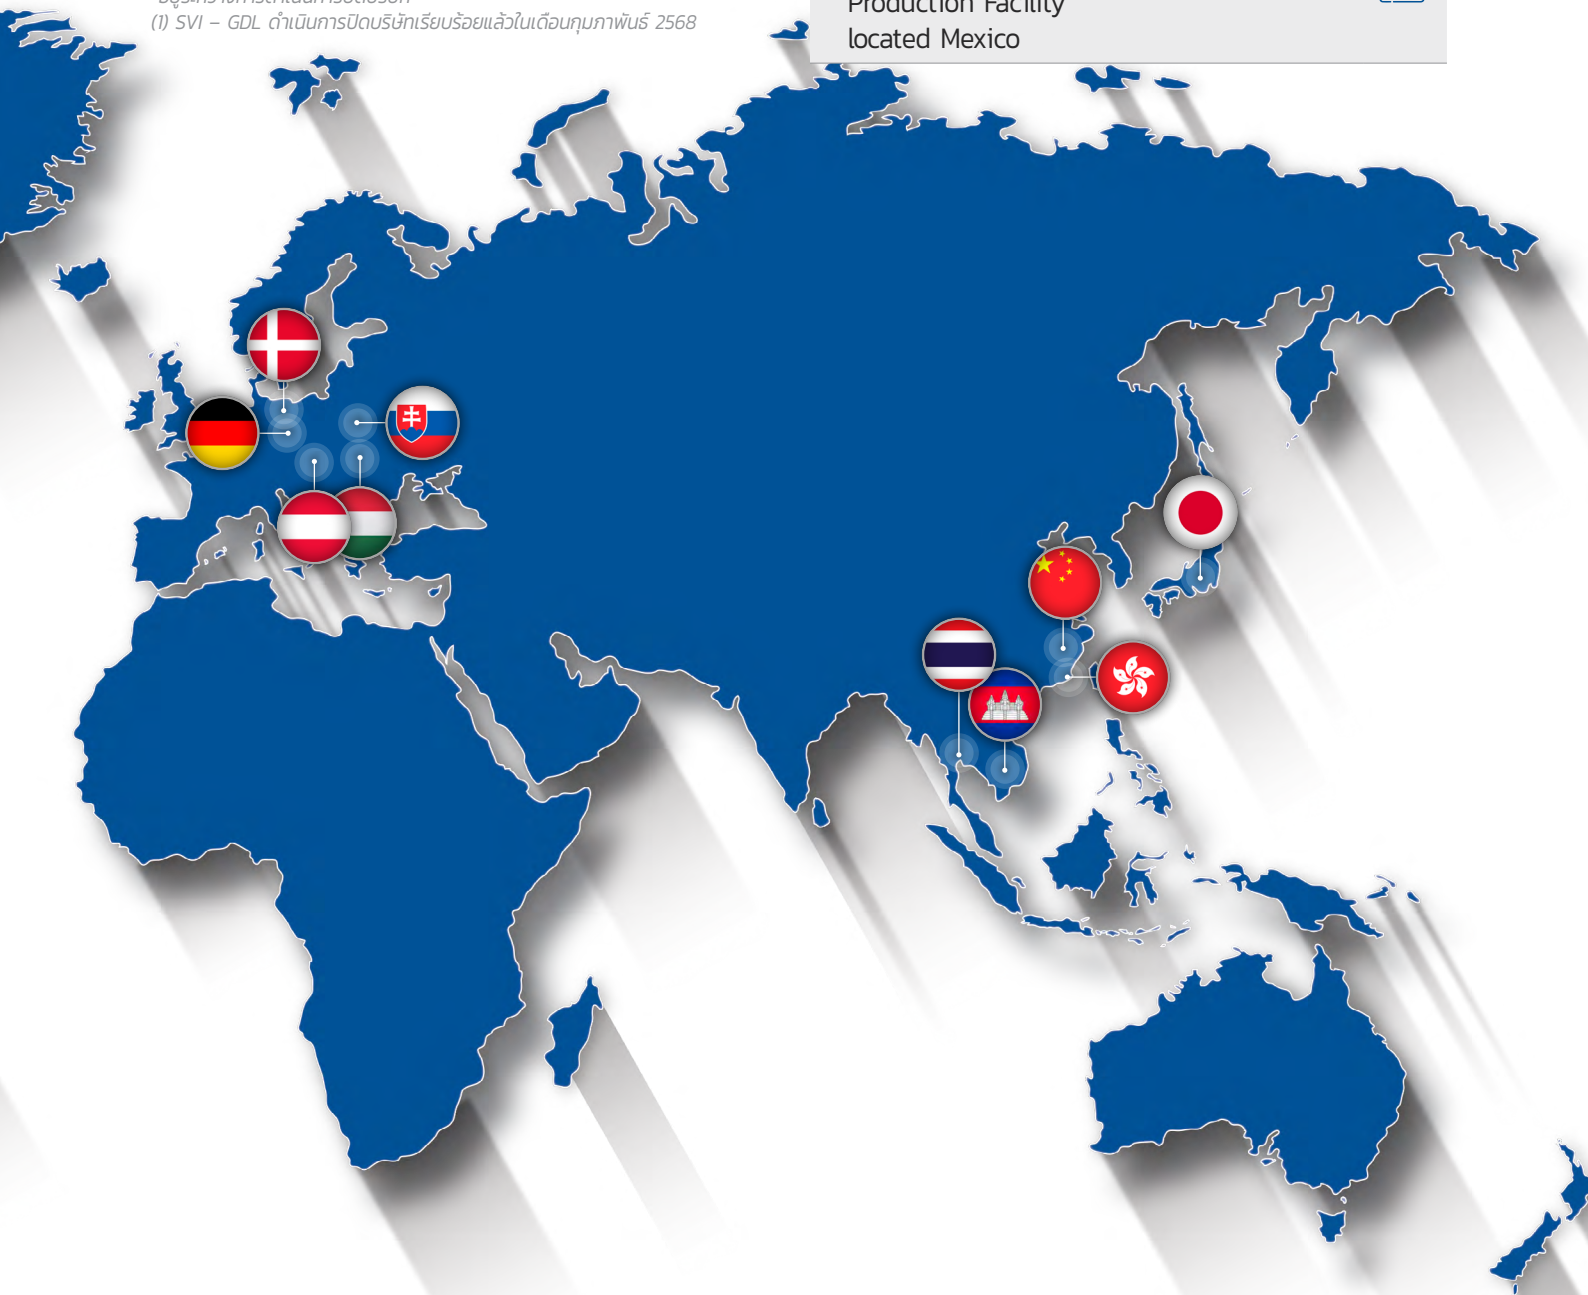 (1) SVI – GDL ดำเนินการปิดบริษัทเรียบร้อยแล้วในเดือนกุมภาพันธ์ 2568
Production Facility
located Mexico